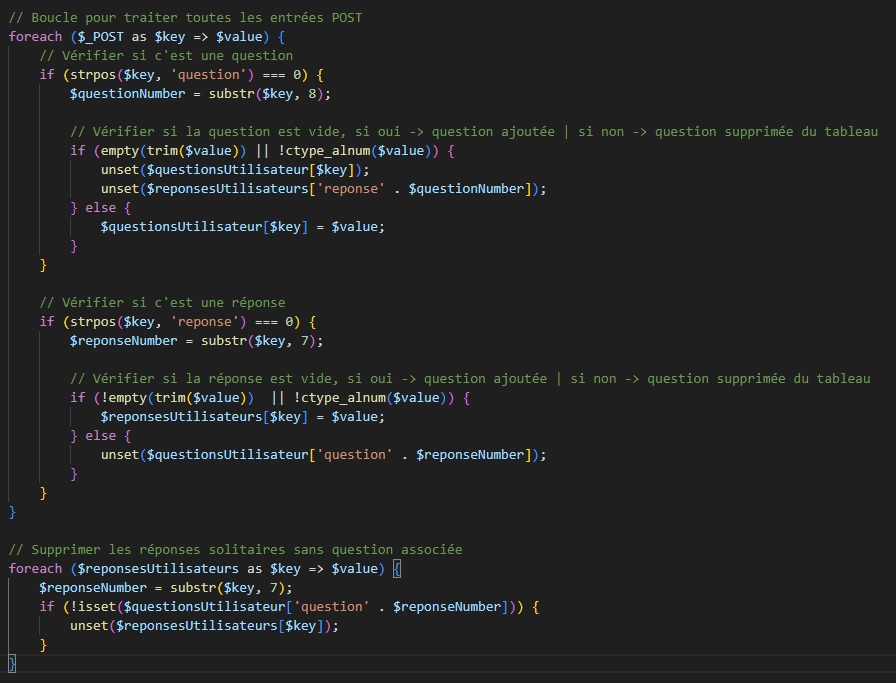 // Boucle pour traiter toutes les entrées POST
foreach ($_POST as $key => $value) {
    // Vérifier si c'est une question
    if (strpos($key, 'question') === 0) {
        $questionNumber = substr($key, 8);

        // Vérifier si la question est vide, si oui -> question ajoutée | si non -> question supprimée du tableau
        if (empty(trim($value)) || !ctype_alnum($value)) {
            unset($questionsUtilisateur[$key]);
            unset($reponsesUtilisateurs['reponse' . $questionNumber]);
        } else {
            $questionsUtilisateur[$key] = $value;
        }
    }

    // Vérifier si c'est une réponse
    if (strpos($key, 'reponse') === 0) {
        $reponseNumber = substr($key, 7);

        // Vérifier si la réponse est vide, si oui -> question ajoutée | si non -> question supprimée du tableau
        if (!empty(trim($value))  || !ctype_alnum($value)) {
            $reponsesUtilisateurs[$key] = $value;
        } else {
            unset($questionsUtilisateur['question' . $reponseNumber]);
        }
    }
}

// Supprimer les réponses solitaires sans question associée
foreach ($reponsesUtilisateurs as $key => $value) {
    $reponseNumber = substr($key, 7);
    if (!isset($questionsUtilisateur['question' . $reponseNumber])) {
        unset($reponsesUtilisateurs[$key]);
    }
}